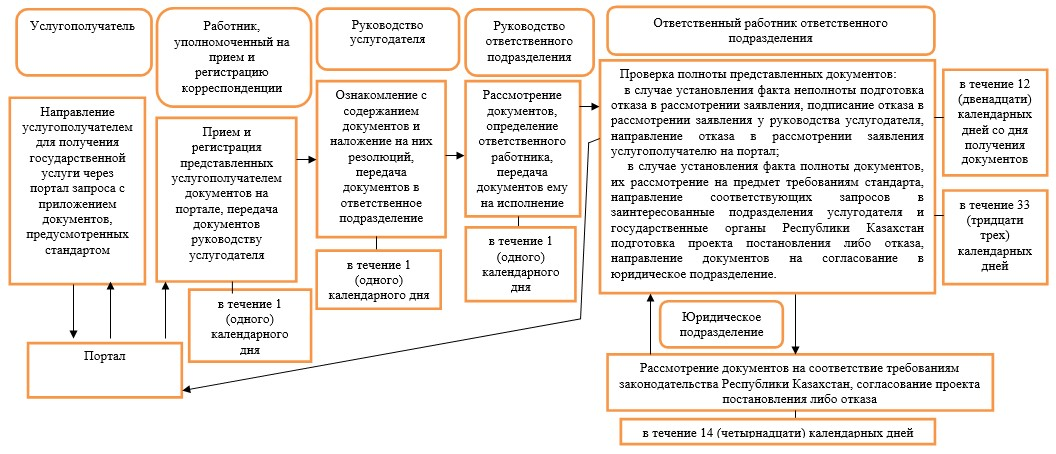 Услугополучатель
Работник,
уполномоченный на
прием и
регистрацию
корреспонденции
Руководство
услугодателя
Руководство
ответственного
подразделения
Ответственный работник ответственного
подразделения
Направление
услугополучателем
для получения
государственной
услуги через
портал запроса с
приложением
документов,
предусмотренных
стандартом
Прием и
регистрация
представленных
услугополучателем
документов на
портале, передача
документов
руководству
услугодателя
в течение 1
(одного)
календарного
дня
Ознакомление с
содержанием
документов и
наложение на них
резолюций,
передача
документов в
ответственное
подразделение
в течение 1
(одного)
календарного дня
Рассмотрение
документов,
определение
ответственного
работника,
передача
документов ему
на исполнение
в течение 1
(одного)
календарного
дня
Проверка полноты представленных документов:
в случае установления факта неполноты подготовка
отказа в рассмотрении заявления, подписание отказа в
рассмотрении заявления у руководства услугодателя,
направление отказа в рассмотрении заявления
услугополучателю на портал;
в случае установления факта полноты документов,
их рассмотрение на предмет требованиям стандарта,
направление соответствующих запросов в
заинтересованные подразделения услугодателя и
государственные органы Республики Казахстан
подготовка проекта постановления либо отказа,
направление документов на согласование в
юридическое подразделение.
в течение 12
(двенадцати)
календарных
дней со дня
получения
документов
в течение 33
(тридцати
трех)
календарных
дней
Портал
Юридическое
подразделение
Рассмотрение документов на соответствие требованиям
законодательства Республики Казахстан, согласование проекта
постановления либо отказа
в течение 14 (четырнадцати) календарных дней